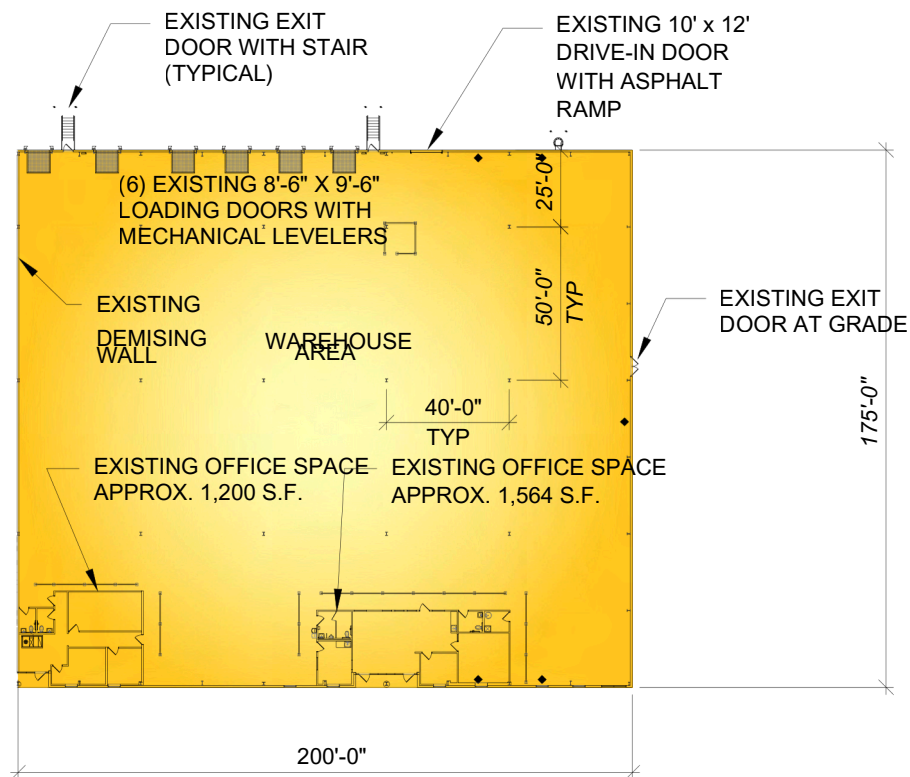 EXISTING EXIT
DOOR WITH STAIR
(TYPICAL)
EXISTING 10' x 12'
DRIVE-IN DOOR
WITH ASPHALT
RAMP
(6) EXISTING 8'-6" X 9'-6"
LOADING DOORS WITH
MECHANICAL LEVELERS
25'-0"
50'-0"
TYP
EXISTING
DEMISING
WALL
WAREHOUSE
AREA
EXISTING EXIT
DOOR AT GRADE
175'-0"
40'-0"
TYP
EXISTING OFFICE SPACE
APPROX. 1,200 S.F.
EXISTING OFFICE SPACE
APPROX. 1,564 S.F.
200'-0"